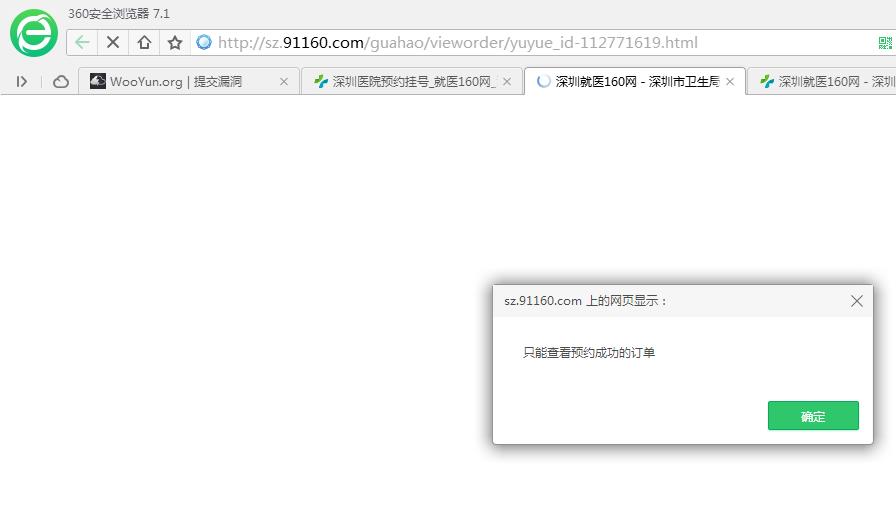 360安全浏览器 7.1
http://sz.91160.com/guahao/vieworder/yuyue_id-112771619.html
WooYun.org | 提交漏洞
深圳医院预约挂号_就医160网_
深圳就医160网 - 深圳市卫生局
深圳就医160网 - 深圳
sz.91160.com 上的网页显示：
只能查看预约成功的订单
确定